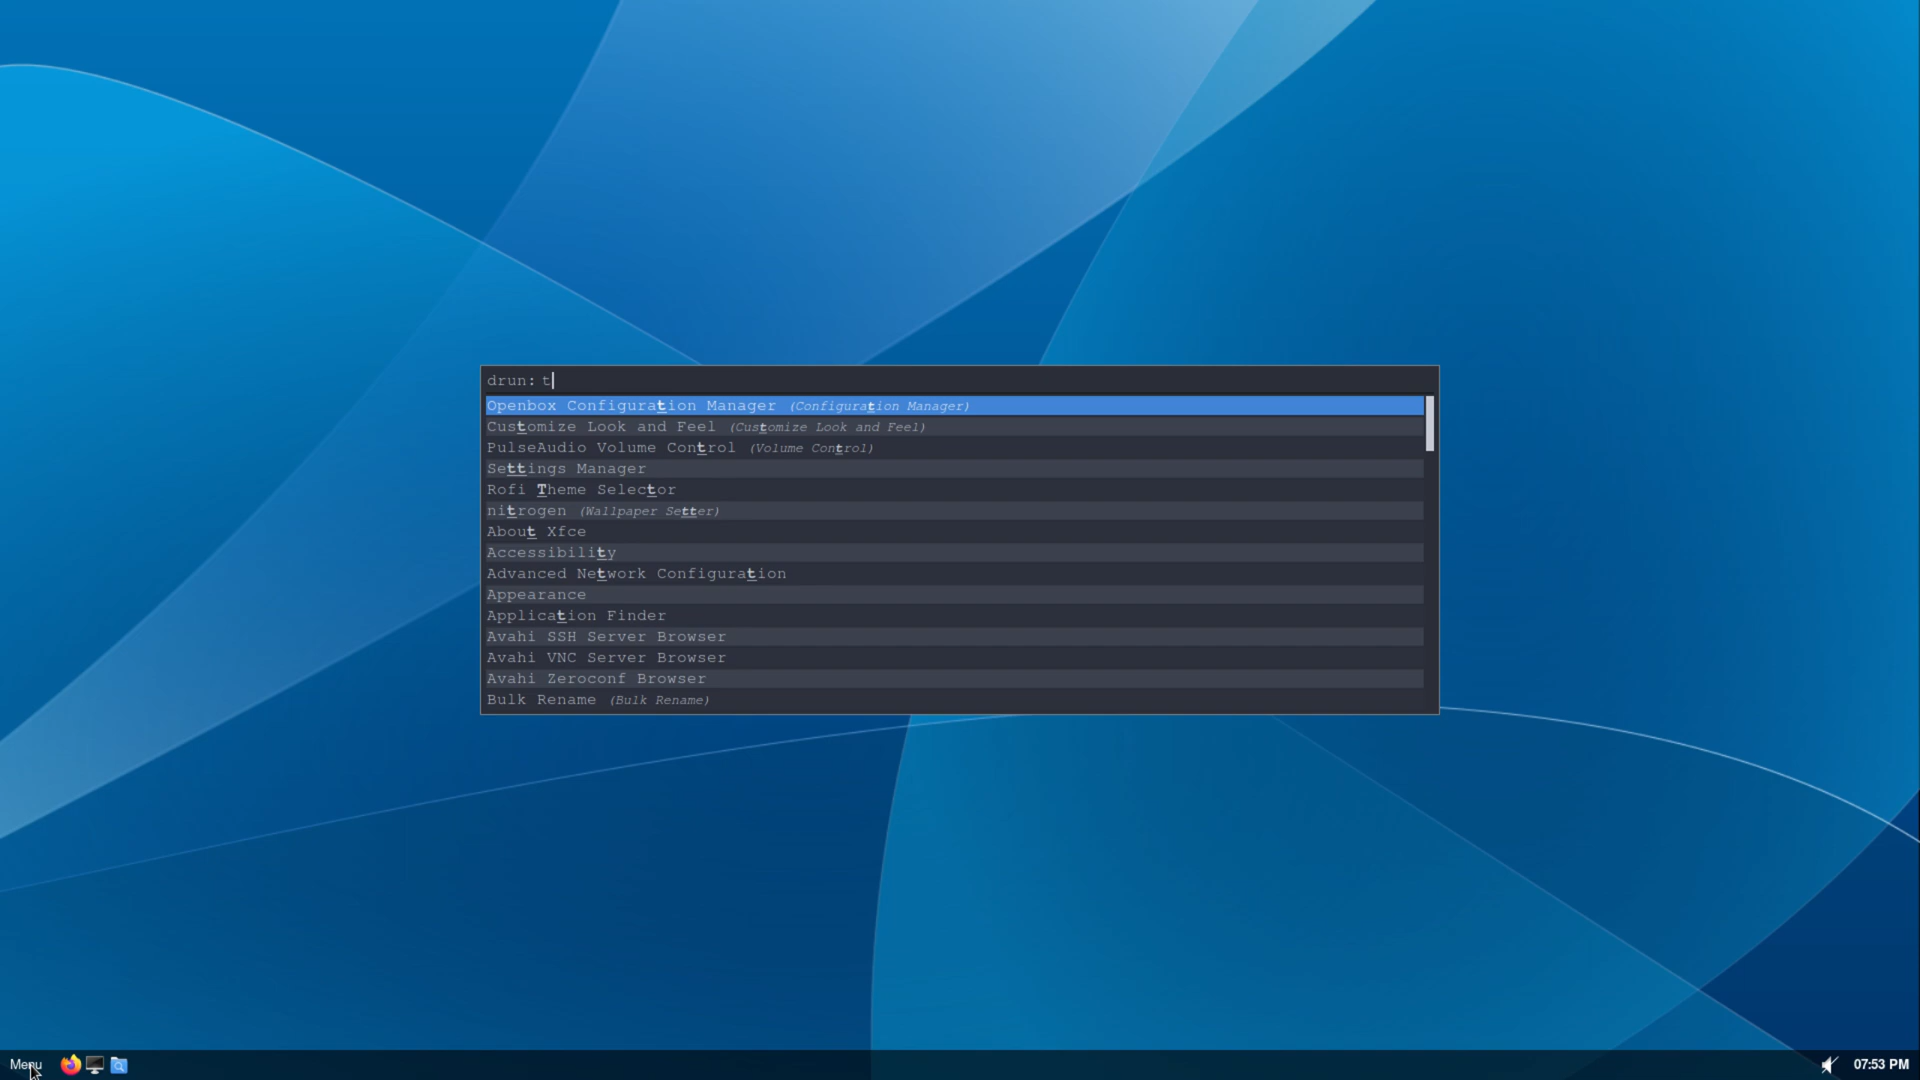 drun: t
Openbox Configuration Manager (Configuration Manager)
Customize Look and Feel (Customize Look and Feel)
PulseAudio Volume Control (Volume Control)
Settings Manager
Rofi Theme Selector
nitrogen (Wallpaper Setter)
About Xfce
Accessibility
Advanced Network Configuration
Appearance
Application Finder
Avahi SSH Server Browser
Avahi VNC Server Browser
Avahi Zeroconf Browser
Bulk Rename (Bulk Rename)
Menu 07:53 PM